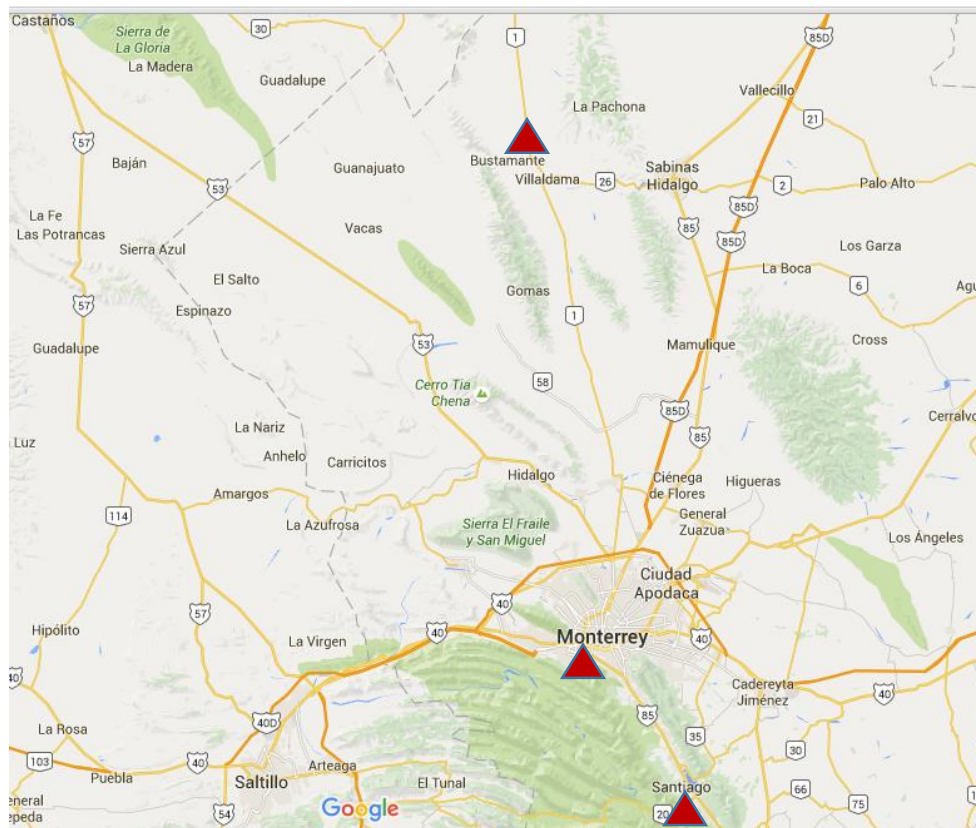 Castaños
30
Sierra de
La Gloria
La Madera
Guadalupe
1
85D
La Pachona
Vallecillo
21
57
Baján
Guanajuato
Bustamante
Villaldama
26
Sabinas
Hidalgo
2
Palo Alto
53
85D
La Fe
Las Potrancas
Vacas
85
85D
Sierra Azul
Los Garza
El Salto
La Boca
6
Agu
57
Espinazo
Gomas
1
Guadalupe
53
Mamulique
Cross
Cerro Tia
Chena
58
85D
Cerralvo
La Nariz
85
Luz
Anhelo
Carricitos
Hidalgo
Ciénega
de Flores
Higueras
Amargos
114
La Azufrosa
Sierra El Fraile
y San Miguel
General
Zuazua
Los Ángeles
Ciudad
Apodaca
57
40
Hipólito
La Virgen
40
Monterrey
40
40
Cadereyta
Jiménez
40
La Rosa
40D
85
35
30
103
40
Arteaga
Puebla
Saltillo
El Tunal
Santiago
66
75
eneral
epeda
54
Google
20
1